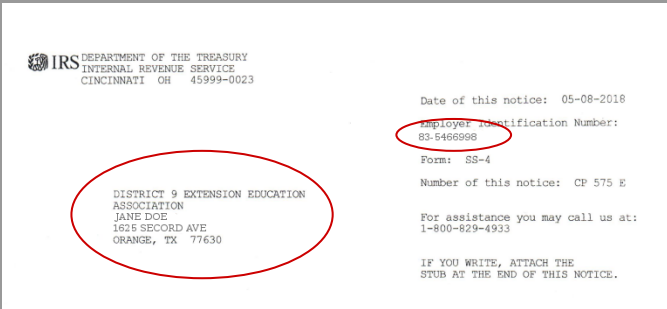 IRS DEPARTMENT OF THE TREASURY
INTERNAL REVENUE SERVICE
CINCINNATI OH 45999-0023
Date of this notice: 05-08-2018
Employer Identification Number:
83-5466998
Form: SS-4
Number of this notice: CP 575 E
For assistance you may call us at:
1-800-829-4933
IF YOU WRITE, ATTACH THE
STUB AT THE END OF THIS NOTICE.
DISTRICT 9 EXTENSION EDUCATION
ASSOCIATION
JANE DOE
1625 SECORD AVE
ORANGE, TX 77630